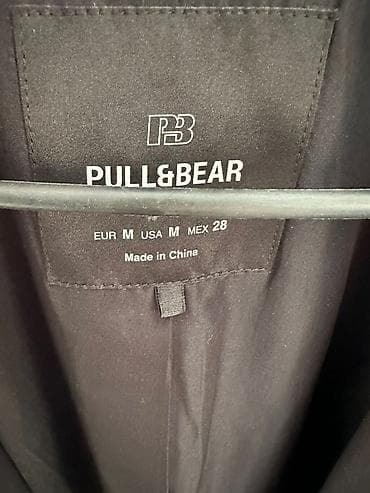 PB
PULL&BEAR
EUR M USA M MEX 28
Made in China